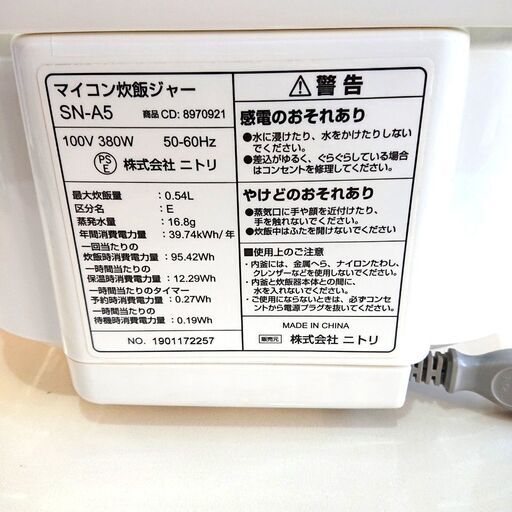 マイコン炊飯ジャー
SN-A5 商品CD: 8970921
100V 380W 50-60Hz
PSE 株式会社 ニトリ
最大炊飯量 : 0.54L
区分名 : E
蒸発水量 : 16.8g
年間消費電力量 : 39.74kWh/年
一回当たりの
炊飯時消費電力量 : 95.42Wh
一時間当たりの
保温時消費電力量 : 12.29Wh
一時間当たりのタイマー
予約時消費電力量 : 0.27Wh
一時間当たりの
待機時消費電力量 : 0.19Wh
NO. 1901172257
警告
感電のおそれあり
●水に浸けたり、水をかけたりしない
でください。
●差込がゆるく、ぐらぐらしている場合
はコンセントを修理してください。
やけどのおそれあり
●蒸気口に手や顔を近付けたり、
手を触れないでください。
●炊飯中はふたを開けないでください。
■使用上のご注意
・内釜には、金属へら、ナイロンたわし、
クレンザーなどを使用しないでください。
・内釜と炊飯器本体との間に、
水を入れないでください。
・ご使用にならないときは、必ずコンセ
ントから電源プラグを抜いてください。
MADE IN CHINA
販売元 株式会社 ニトリ